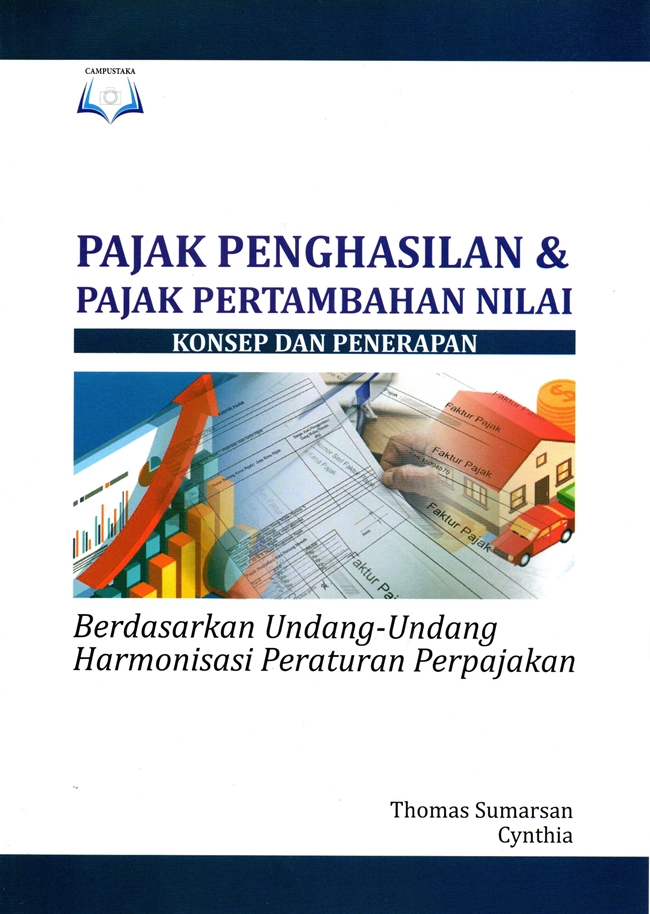 CAMPUSTAKA
PAJAK PENGHASILAN &
PAJAK PERTAMBAHAN NILAI
KONSEP DAN PENERAPAN
Faktur Pajak
Faktur Pajak
Faktur Pajak
Faktur Pa
Berdasarkan Undang-Undang
Harmonisasi Peraturan Perpajakan
Thomas Sumarsan
Cynthia